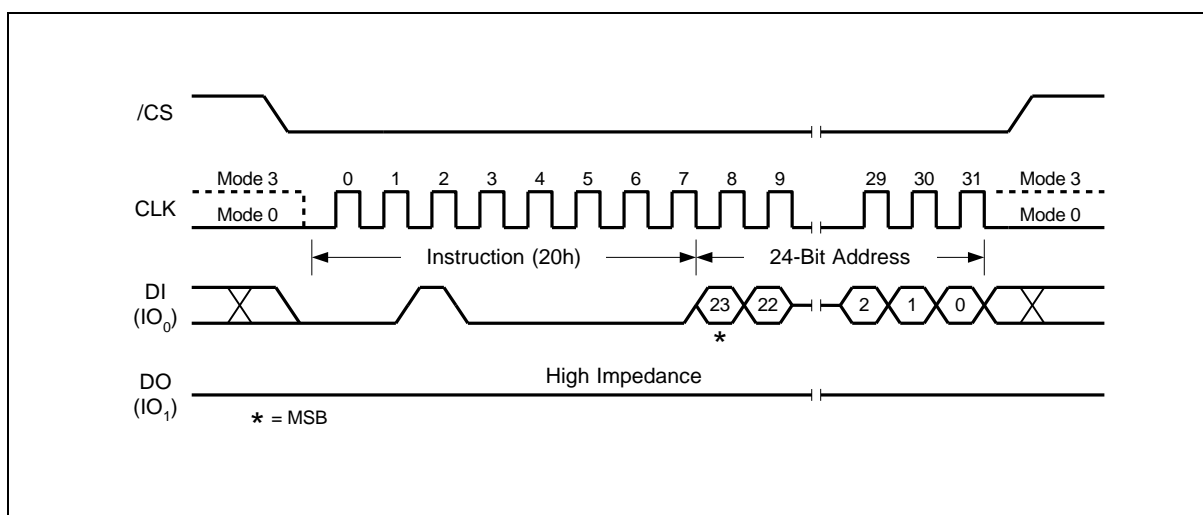 /CS
Mode 3 0 1 2 3 4 5 6 7 8 9 29 30 31 Mode 3
CLK
Mode 0 Mode 0
Instruction (20h) 24-Bit Address
DI
(IO0)
23 22 2 1 0
*
High Impedance
DO
(IO1)
* = MSB